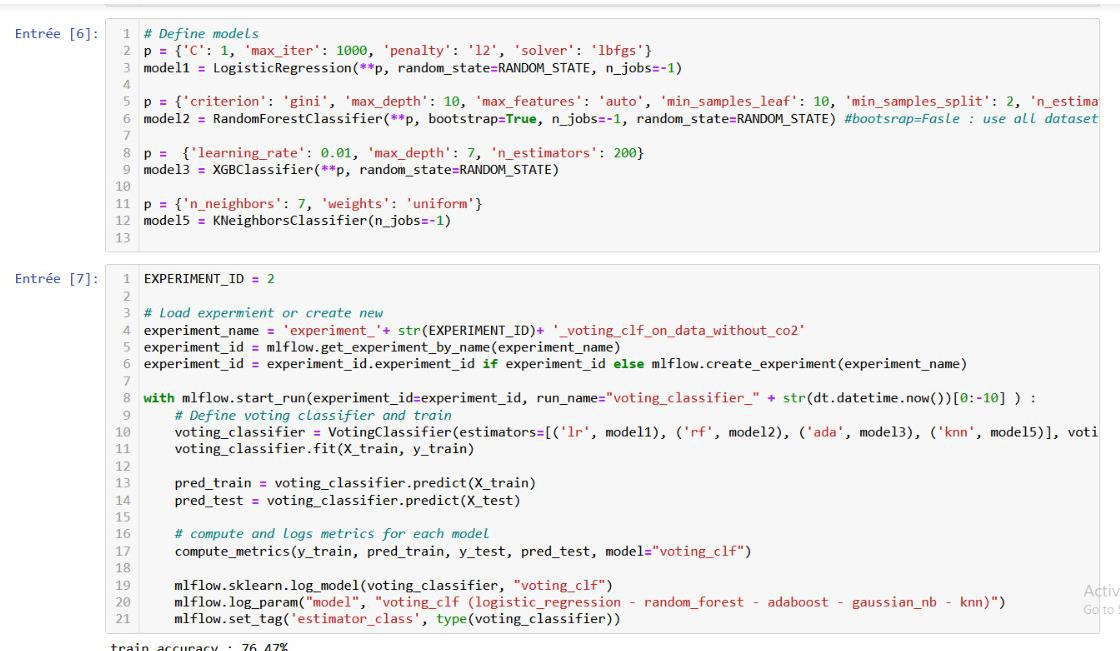 Entrée [6]:
1 # Define models
2 p = {'C': 1, 'max_iter': 1000, 'penalty': 'l2', 'solver': 'lbfgs'}
3 model1 = LogisticRegression(**p, random_state=RANDOM_STATE, n_jobs=-1)
4
5 p = {'criterion': 'gini', 'max_depth': 10, 'max_features': 'auto', 'min_samples_leaf': 10, 'min_samples_split': 2, 'n_estima
6 model2 = RandomForestClassifier(**p, bootstrap=True, n_jobs=-1, random_state=RANDOM_STATE) #bootsrap=Fasle : use all dataset
7
8 p =  {'learning_rate': 0.01, 'max_depth': 7, 'n_estimators': 200}
9 model3 = XGBClassifier(**p, random_state=RANDOM_STATE)
10
11 p = {'n_neighbors': 7, 'weights': 'uniform'}
12 model5 = KNeighborsClassifier(n_jobs=-1)
13
Entrée [7]:
1 EXPERIMENT_ID = 2
2
3 # Load expermient or create new
4 experiment_name = 'experiment_'+ str(EXPERIMENT_ID)+ '_voting_clf_on_data_without_co2'
5 experiment_id = mlflow.get_experiment_by_name(experiment_name)
6 experiment_id = experiment_id.experiment_id if experiment_id else mlflow.create_experiment(experiment_name)
7
8 with mlflow.start_run(experiment_id=experiment_id, run_name="voting_classifier_" + str(dt.datetime.now())[0:-10] ) :
9     # Define voting classifier and train
10     voting_classifier = VotingClassifier(estimators=[('lr', model1), ('rf', model2), ('ada', model3), ('knn', model5)], voti
11     voting_classifier.fit(X_train, y_train)
12
13     pred_train = voting_classifier.predict(X_train)
14     pred_test = voting_classifier.predict(X_test)
15
16     # compute and logs metrics for each model
17     compute_metrics(y_train, pred_train, y_test, pred_test, model="voting_clf")
18
19     mlflow.sklearn.log_model(voting_classifier, "voting_clf")
20     mlflow.log_param("model", "voting_clf (logistic_regression - random_forest - adaboost - gaussian_nb - knn)")
21     mlflow.set_tag('estimator_class', type(voting_classifier))
Activ
Go to S
train accuracy : 76.47%